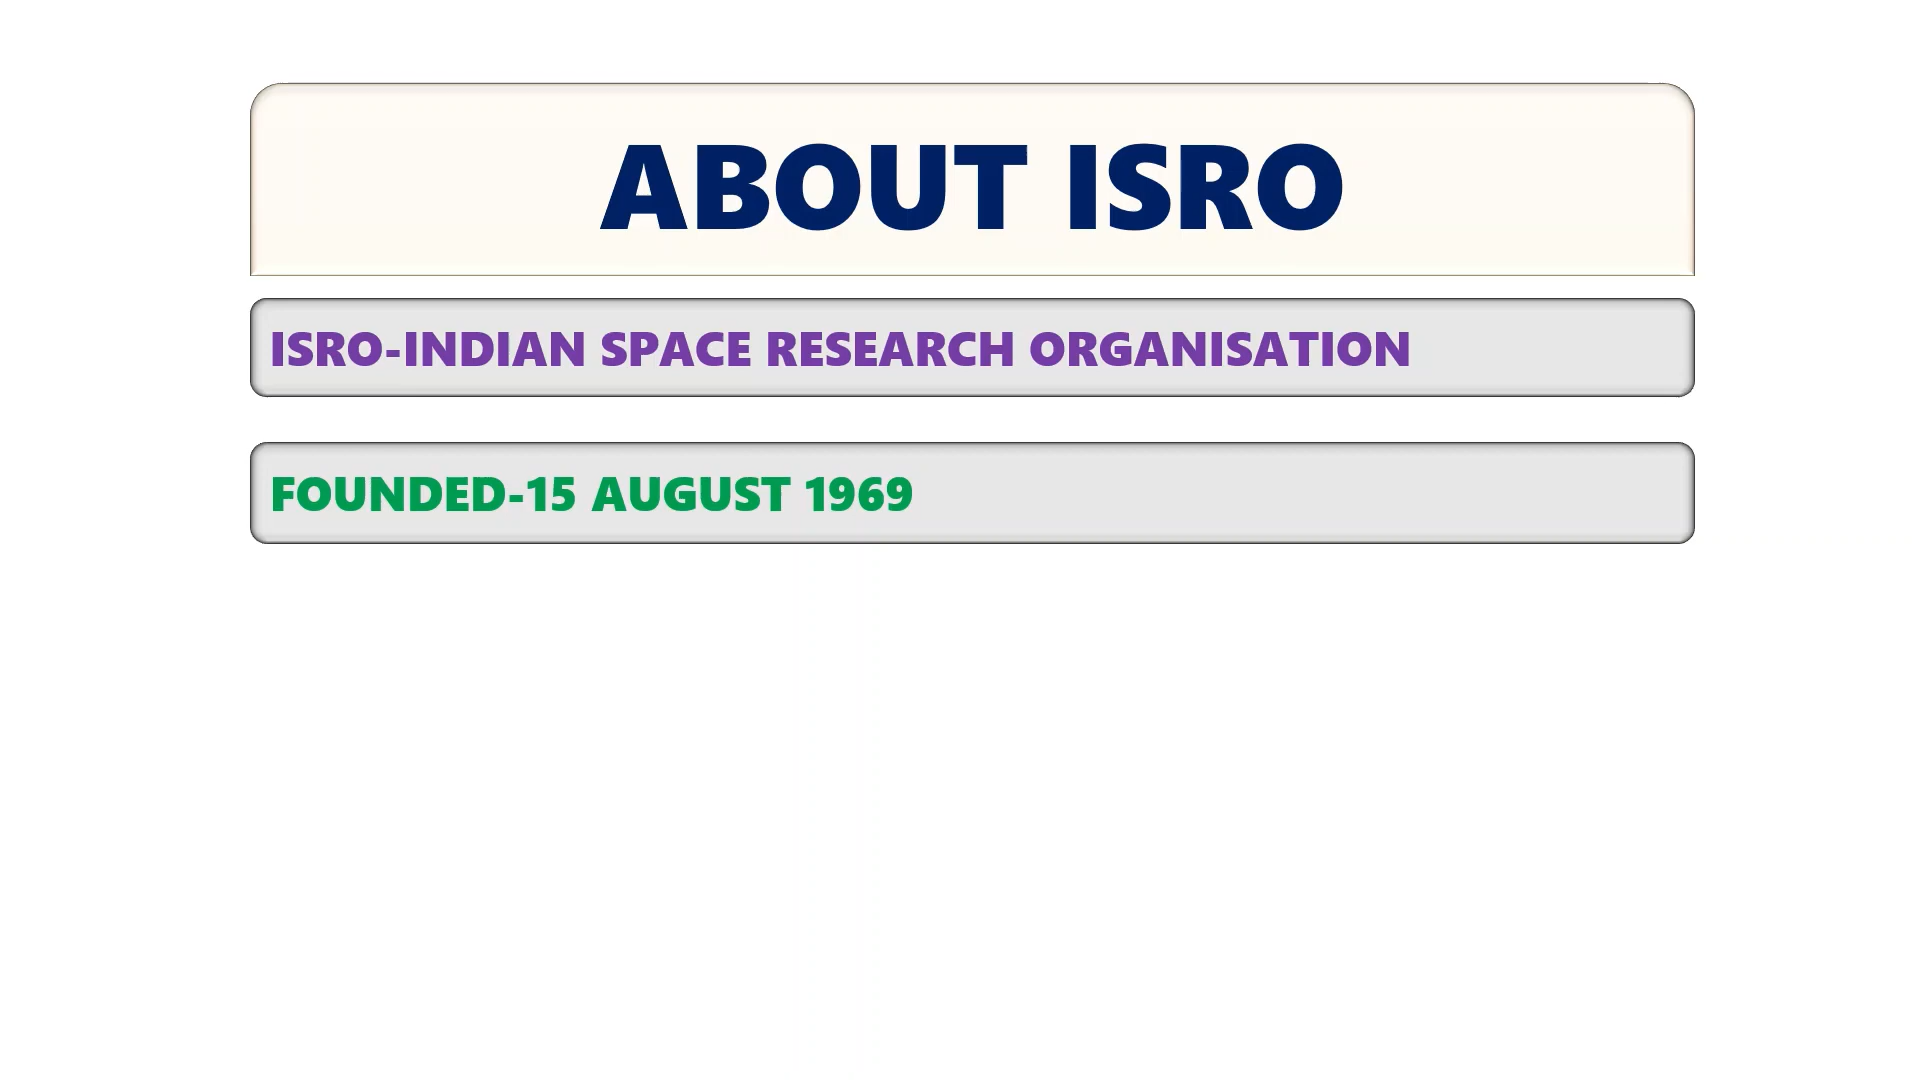 ABOUT ISRO
ISRO-INDIAN SPACE RESEARCH ORGANISATION
FOUNDED-15 AUGUST 1969